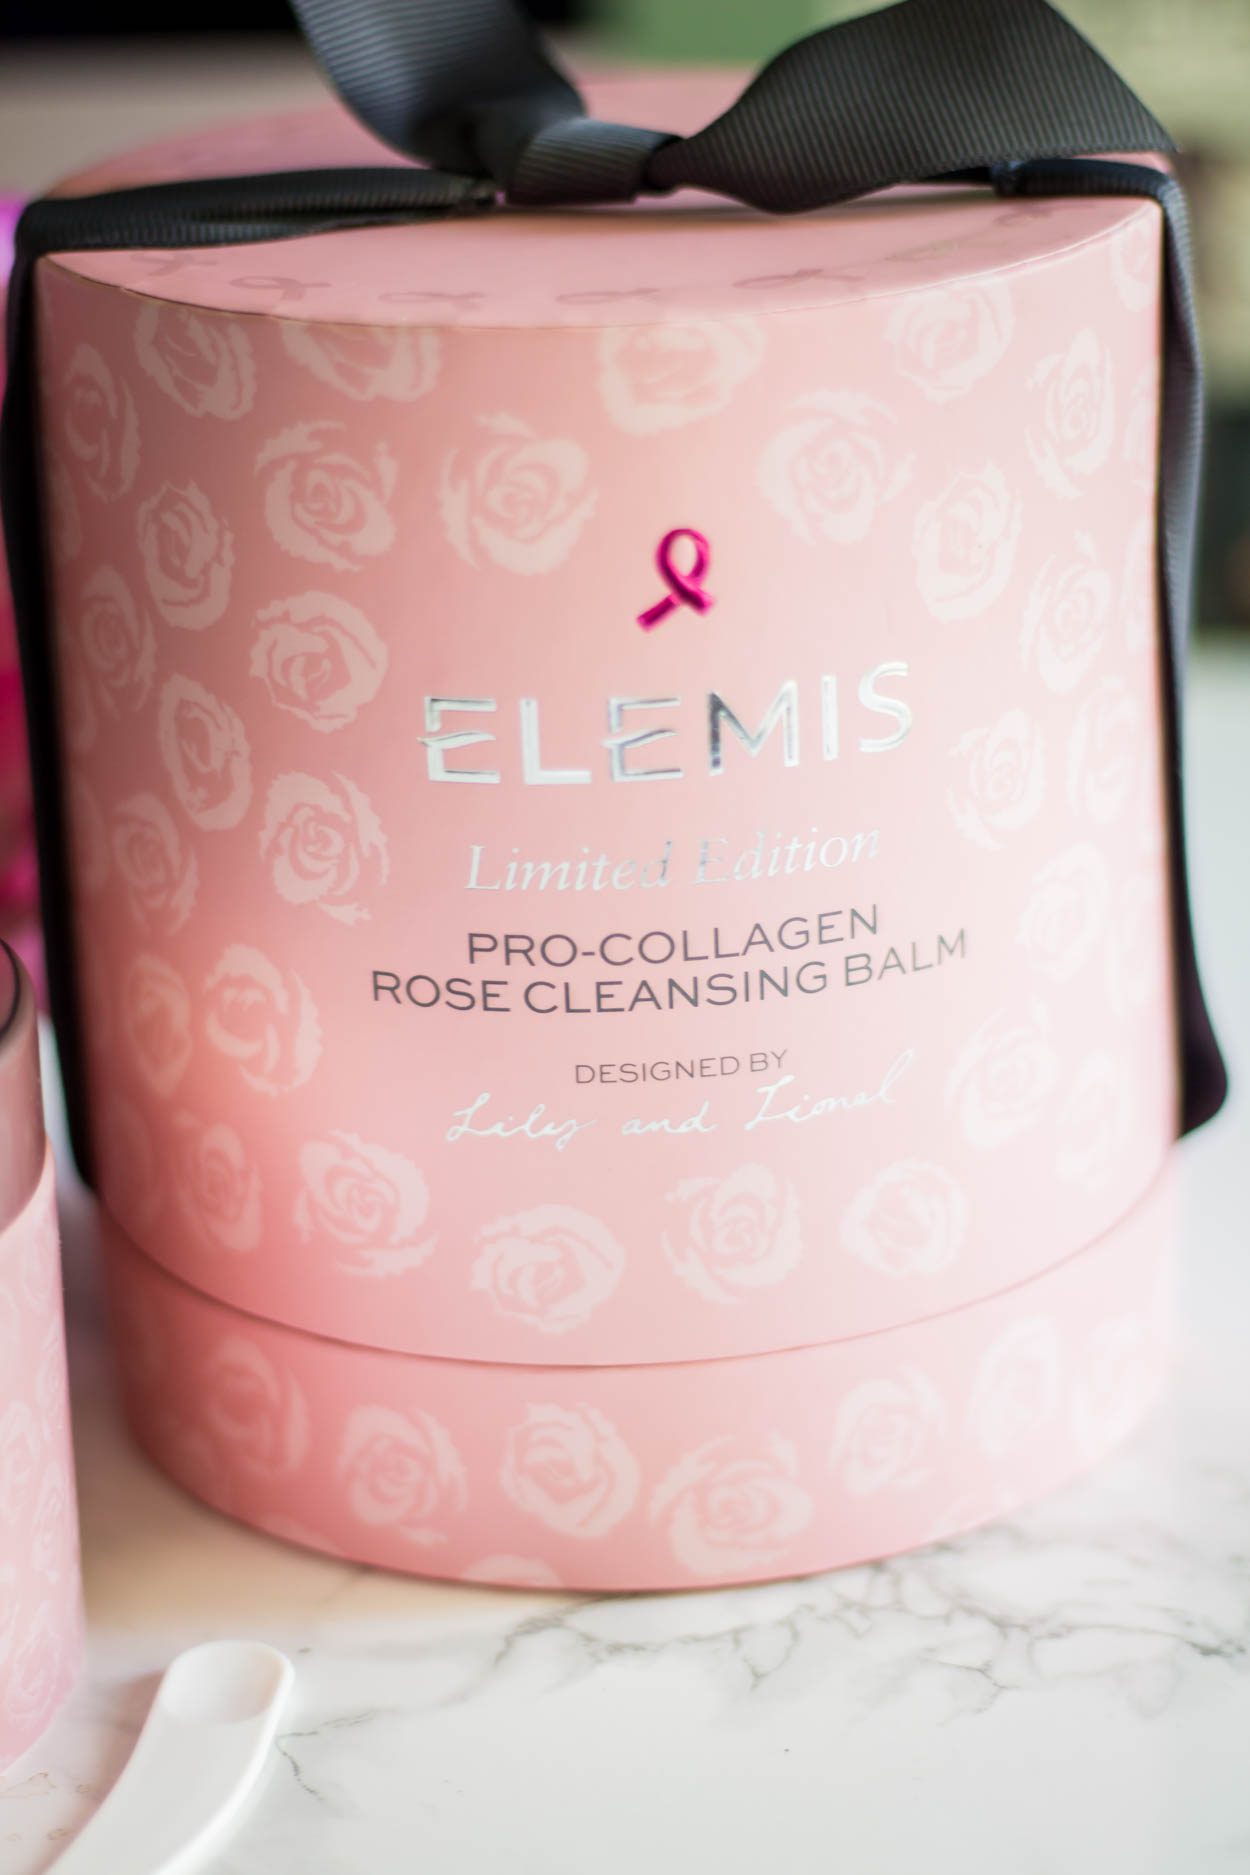 ELEMIS
Limited Edition
PRO-COLLAGEN
ROSE CLEANSING BALM
DESIGNED BY
Lily and Lionel